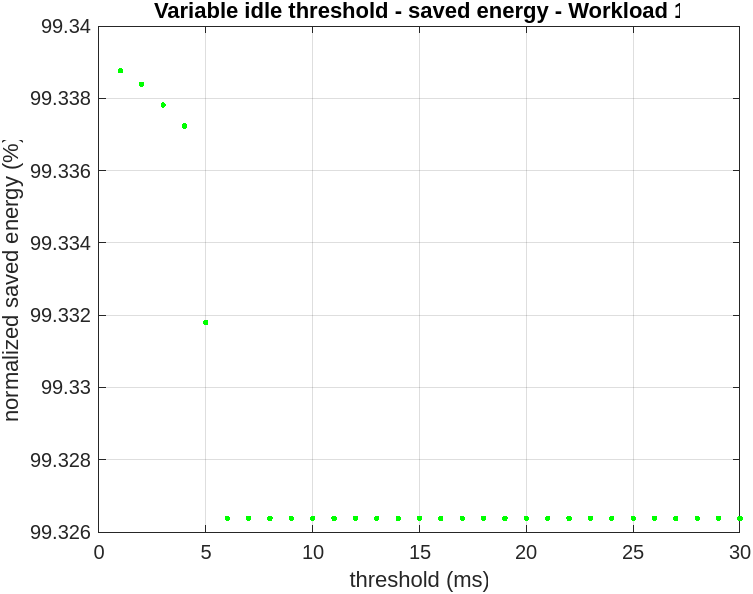 Variable idle threshold - saved energy - Workload 1
99.34
99.338
99.336
99.334
99.332
99.33
99.328
99.326
normalized saved energy (%)
0 5 10 15 20 25 30
threshold (ms)